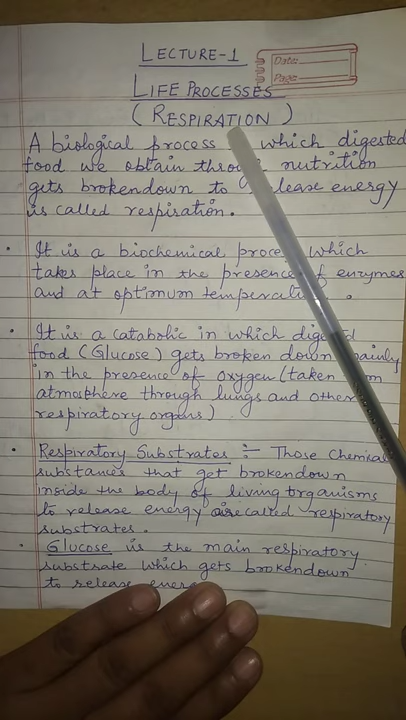 LECTURE-1
Date:
Page:
LIFE PROCESSES
(RESPIRATION)
A biological process which digested
food we obtain through nutrition
gets brokendown to release energy
is called respiration.
• It is a biochemical process which
takes place in the presence of enzymes
and at optimum temperature.
• It is a catabolic in which digested
food (Glucose) gets broken down mainly
in the presence of oxygen (taken from
atmosphere through lungs and other
respiratory organs)
• Respiratory Substrates :- Those Chemical
substances that get brokendown
inside the body of living organisms
to release energy are called respiratory
substrates.
• Glucose is the main respiratory
substrate which gets brokendown
to release energy